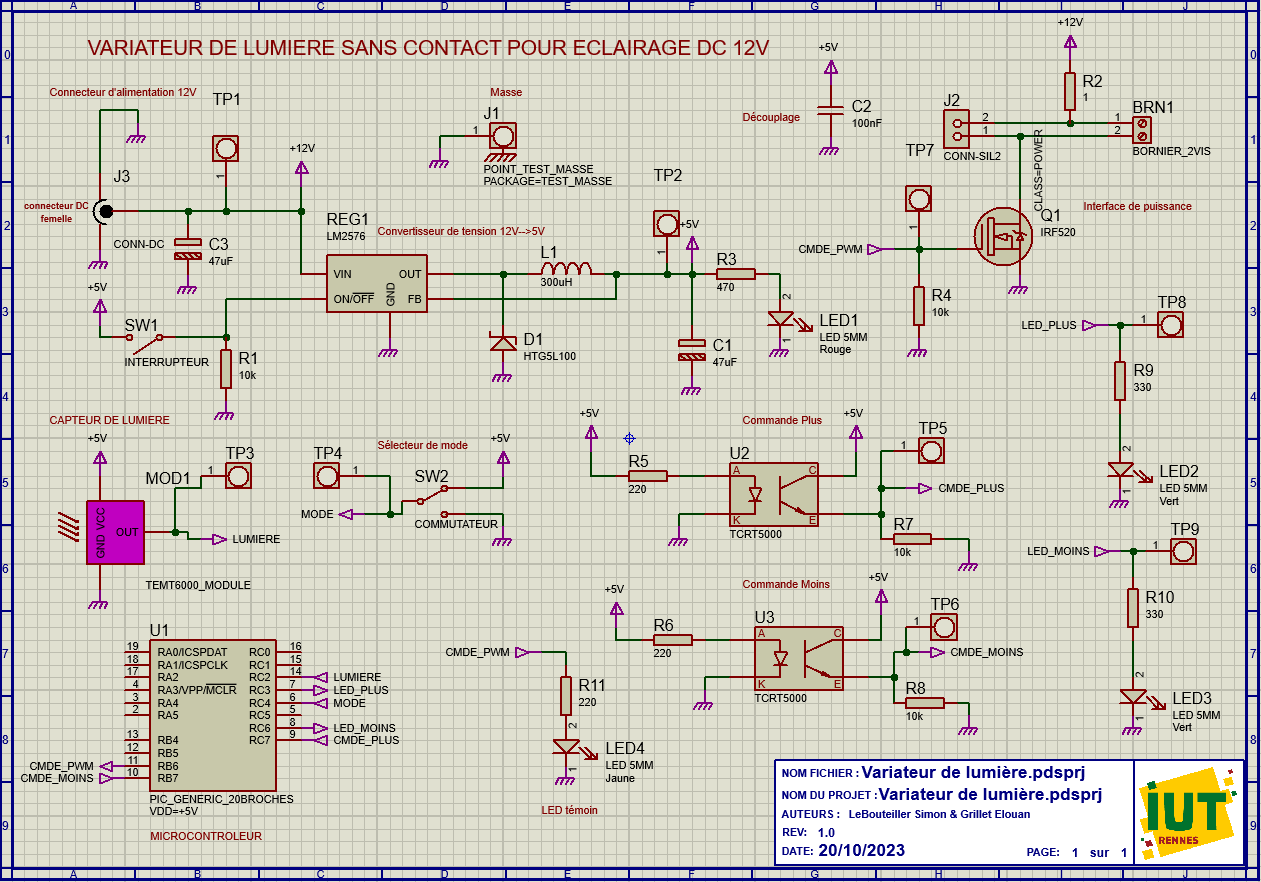 A B C D E F G H I J
VARIATEUR DE LUMIERE SANS CONTACT POUR ECLAIRAGE DC 12V
0
0
1
1
2
2
3
3
4
4
5
5
6
6
7
7
8
8
9
9
Connecteur d'alimentation 12V
TP1
1
J3
connecteur DC
femelle
CONN-DC
C3
47uF
+12V
Masse
J1
1
POINT_TEST_MASSE
PACKAGE=TEST_MASSE
REG1
LM2576
Convertisseur de tension 12V-->5V
VIN
OUT
ON/OFF
GND
FB
L1
300uH
TP2
1
+5V
R3
470
D1
HTG5L100
C1
47uF
2
1
LED1
LED 5MM
Rouge
+5V
Découplage
C2
100nF
+12V
R2
1
J2
2
1
CONN-SIL2
BRN1
1
2
BORNIER_2VIS
CLASS=POWER
TP7
1
CMDE_PWM
Q1
IRF520
Interface de puissance
R4
10k
+5V
SW1
INTERRUPTEUR
R1
10k
LED_PLUS
1
TP8
R9
330
2
1
LED2
LED 5MM
Vert
CAPTEUR DE LUMIERE
+5V
MOD1
GND VCC
OUT
1
TP3
LUMIERE
TEMT6000_MODULE
TP4
1
Sélecteur de mode
+5V
SW2
MODE
COMMUTATEUR
+5V
Commande Plus
+5V
R5
220
U2
A
C
K
E
TCRT5000
1
TP5
CMDE_PLUS
R7
10k
LED_MOINS
1
TP9
R10
330
2
1
LED3
LED 5MM
Vert
+5V
Commande Moins
+5V
R6
220
U3
A
C
K
E
TCRT5000
1
TP6
CMDE_MOINS
R8
10k
CMDE_PWM
R11
220
2
1
LED4
LED 5MM
Jaune
LED témoin
U1
19 RA0/ICSPDAT RC0 16
18 RA1/ICSPCLK RC1 15
17 RA2 RC2 14 LUMIERE
4 RA3/VPP/MCLR RC3 7 LED_PLUS
3 RA4 RC4 6 MODE
2 RA5 RC5 5
RC6 8 LED_MOINS
13 RB4 RC7 9 CMDE_PLUS
12 RB5
CMDE_PWM 11 RB6
CMDE_MOINS 10 RB7
PIC_GENERIC_20BROCHES
VDD=+5V
MICROCONTROLEUR
NOM FICHIER : Variateur de lumière.pdsprj
NOM DU PROJET : Variateur de lumière.pdsprj
AUTEURS : LeBouteiller Simon & Grillet Elouan
REV: 1.0
DATE: 20/10/2023
PAGE: 1 sur 1
IUT
RENNES
A B C D E F G H I J